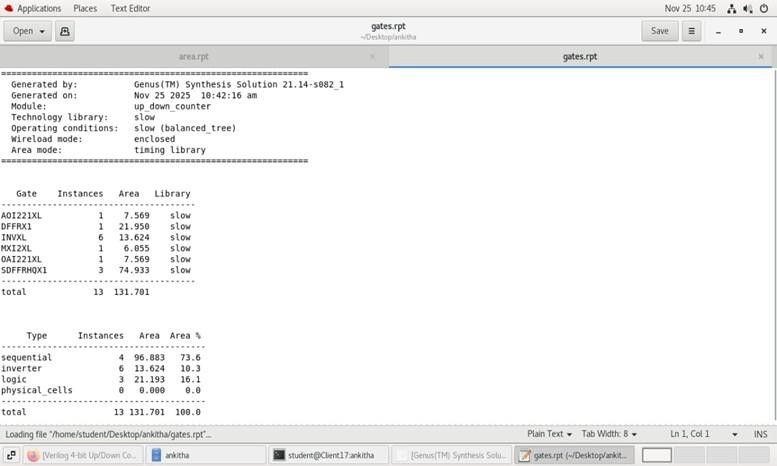 Applications Places Text Editor Nov 25 10:45
Open gates.rpt Save
~/Desktop/ankitha
area.rpt × gates.rpt ×
============================================================
Generated by: Genus(TM) Synthesis Solution 21.14-s082_1
Generated on: Nov 25 2025 10:42:16 am
Module: up_down_counter
Technology library: slow
Operating conditions: slow (balanced_tree)
Wireload mode: enclosed
Area mode: timing library
============================================================
Gate Instances Area Library
--------------------------------------
AOI221XL 1 7.569 slow
DFFRX1 1 21.950 slow
INVXL 6 13.624 slow
MXI2XL 1 6.055 slow
OAI221XL 1 7.569 slow
SDFFRHQX1 3 74.933 slow
--------------------------------------
total 13 131.701
Type Instances Area Area %
----------------------------------------
sequential 4 96.883 73.6
inverter 6 13.624 10.3
logic 3 21.193 16.1
physical_cells 0 0.000 0.0
----------------------------------------
total 13 131.701 100.0
Loading file "/home/student/Desktop/ankitha/gates.rpt"... Plain Text Tab Width: 8 Ln 1, Col 1 INS
[Verilog 4-bit Up/Down Co... ankitha student@Client17:ankitha [Genus(TM) Synthesis Solu... gates.rpt (~/Desktop/ankit...